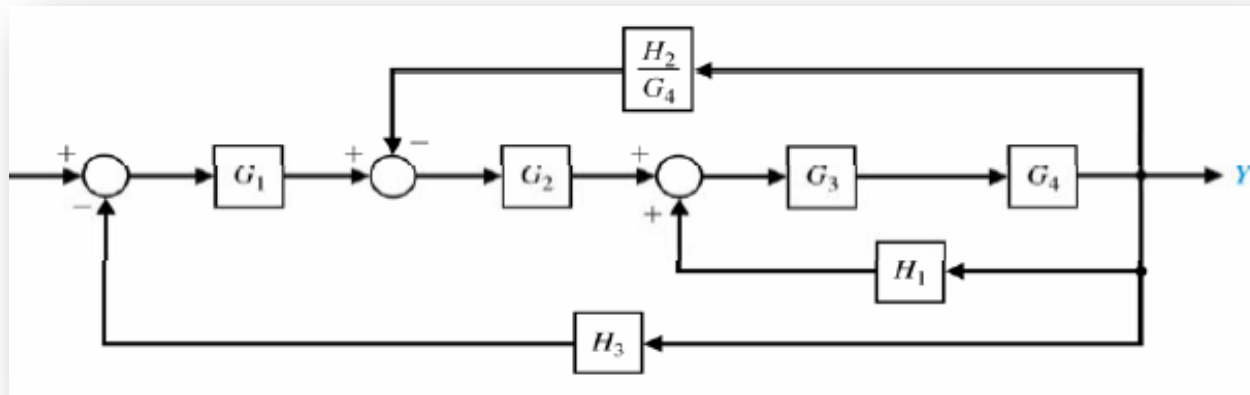 H₂
G₄
+ − + +
G₁ G₂ G₃ G₄ Y
− +
H₁
H₃